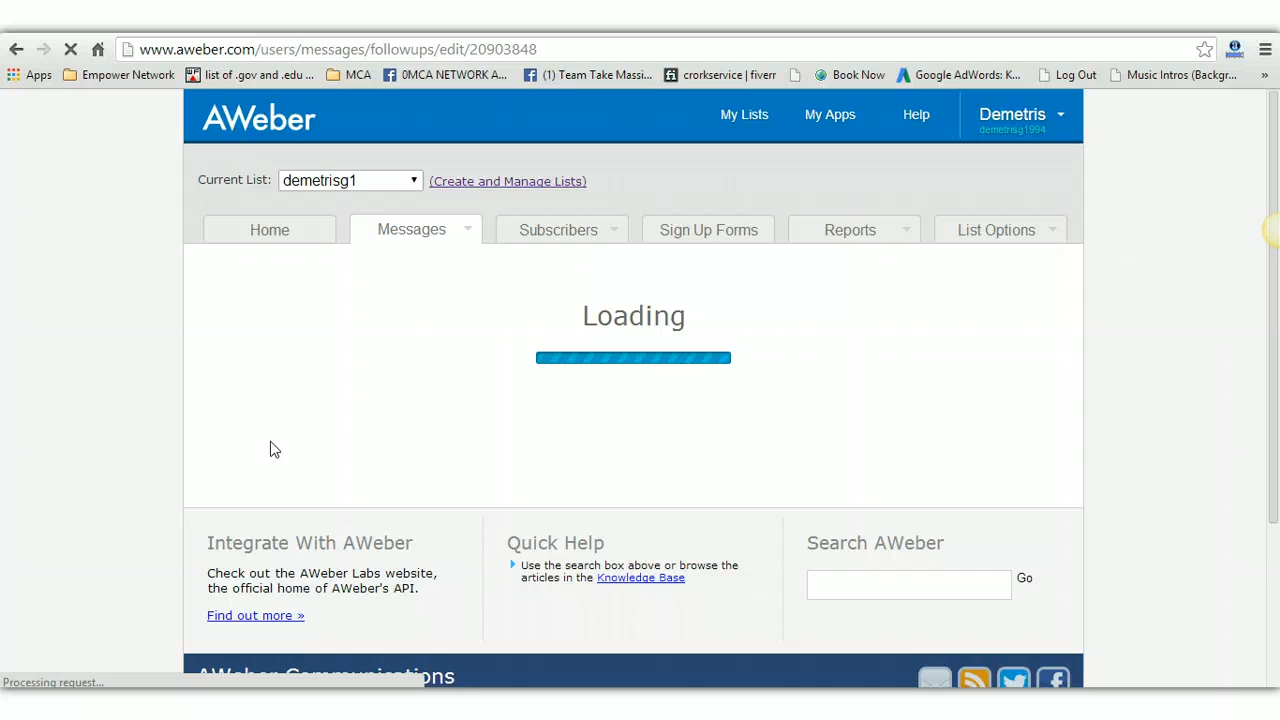 www.aweber.com/users/messages/followups/edit/20903848
Apps Empower Network list of .gov and .edu ... MCA 0MCA NETWORK A... (1) Team Take Massi... fi crorkservice | fiverr Book Now Google AdWords: K... Log Out Music Intros (Backgr... »
AWeber My Lists My Apps Help Demetris
demetrisg1994
Current List: demetrisg1 (Create and Manage Lists)
Home Messages Subscribers Sign Up Forms Reports List Options
Loading
Integrate With AWeber
Check out the AWeber Labs website,
the official home of AWeber's API.
Find out more »
Quick Help
Use the search box above or browse the
articles in the Knowledge Base
Search AWeber
Go
AWeber Communications
Processing request...